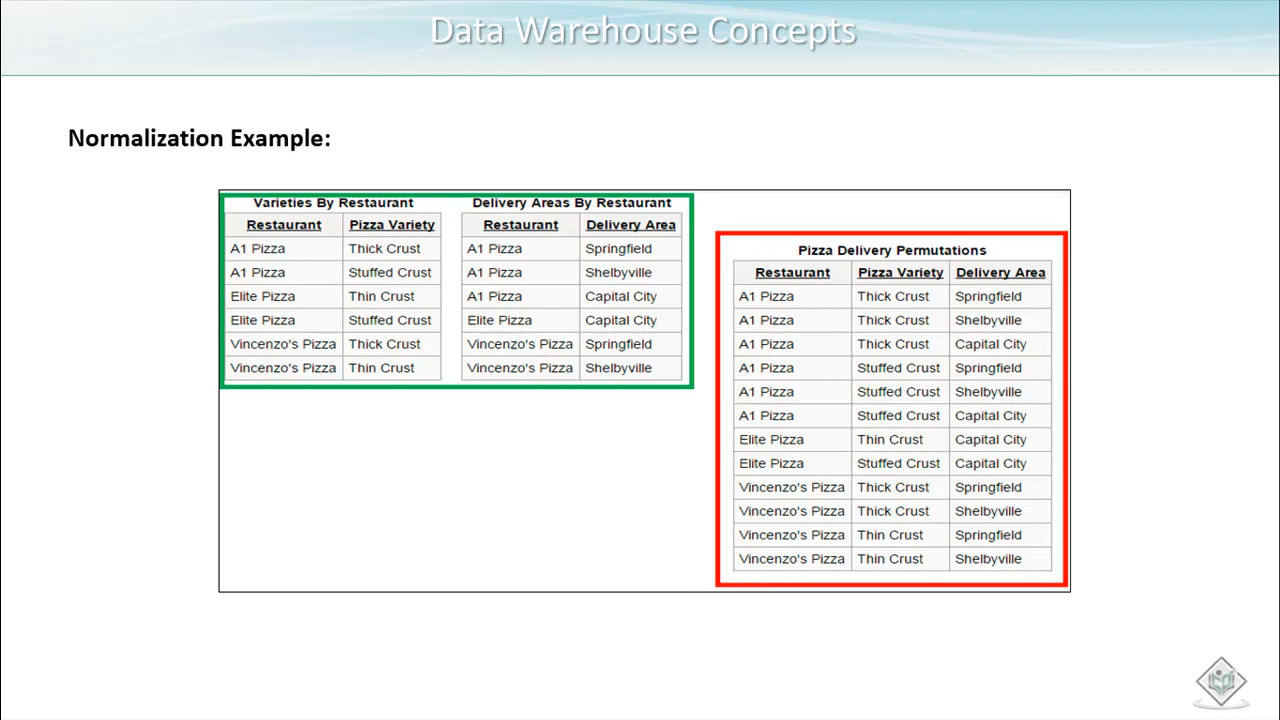 Data Warehouse Concepts
Normalization Example:
Varieties By Restaurant
Restaurant Pizza Variety
A1 Pizza Thick Crust
A1 Pizza Stuffed Crust
Elite Pizza Thin Crust
Elite Pizza Stuffed Crust
Vincenzo's Pizza Thick Crust
Vincenzo's Pizza Thin Crust
Delivery Areas By Restaurant
Restaurant Delivery Area
A1 Pizza Springfield
A1 Pizza Shelbyville
A1 Pizza Capital City
Elite Pizza Capital City
Vincenzo's Pizza Springfield
Vincenzo's Pizza Shelbyville
Pizza Delivery Permutations
Restaurant Pizza Variety Delivery Area
A1 Pizza Thick Crust Springfield
A1 Pizza Thick Crust Shelbyville
A1 Pizza Thick Crust Capital City
A1 Pizza Stuffed Crust Springfield
A1 Pizza Stuffed Crust Shelbyville
A1 Pizza Stuffed Crust Capital City
Elite Pizza Thin Crust Capital City
Elite Pizza Stuffed Crust Capital City
Vincenzo's Pizza Thick Crust Springfield
Vincenzo's Pizza Thick Crust Shelbyville
Vincenzo's Pizza Thin Crust Springfield
Vincenzo's Pizza Thin Crust Shelbyville